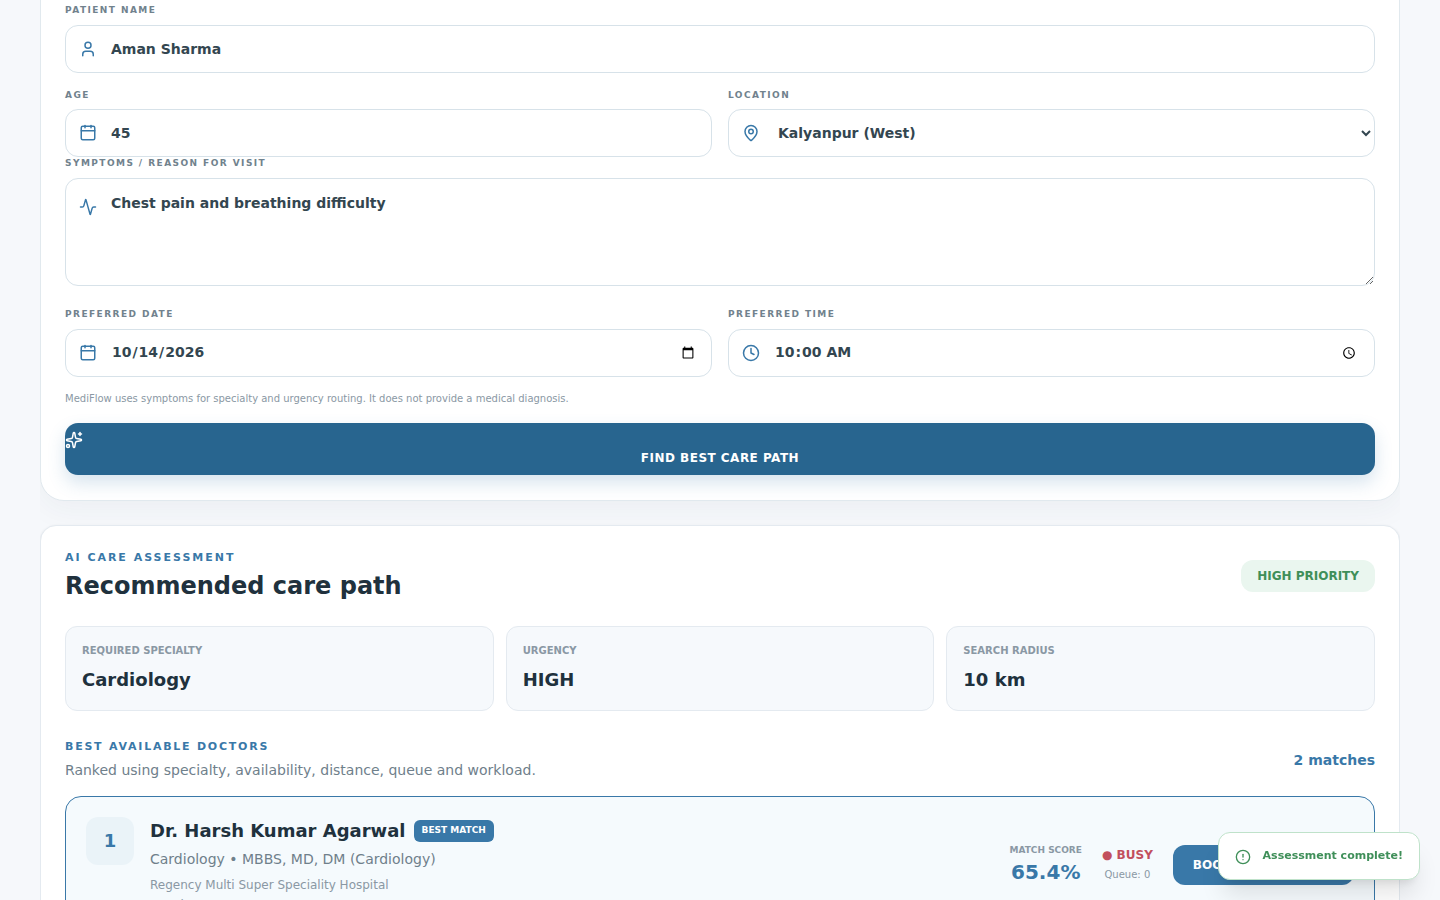 PATIENT NAME
Aman Sharma
AGE
LOCATION
45
Kalyanpur (West)
SYMPTOMS / REASON FOR VISIT
Chest pain and breathing difficulty
PREFERRED DATE
PREFERRED TIME
10/14/2026
10:00 AM
MediFlow uses symptoms for specialty and urgency routing. It does not provide a medical diagnosis.
FIND BEST CARE PATH
AI CARE ASSESSMENT
Recommended care path
HIGH PRIORITY
REQUIRED SPECIALTY
Cardiology
URGENCY
HIGH
SEARCH RADIUS
10 km
BEST AVAILABLE DOCTORS
Ranked using specialty, availability, distance, queue and workload.
2 matches
1
Dr. Harsh Kumar Agarwal
BEST MATCH
Cardiology • MBBS, MD, DM (Cardiology)
Regency Multi Super Speciality Hospital
MATCH SCORE
65.4%
BUSY
Queue: 0
Assessment complete!